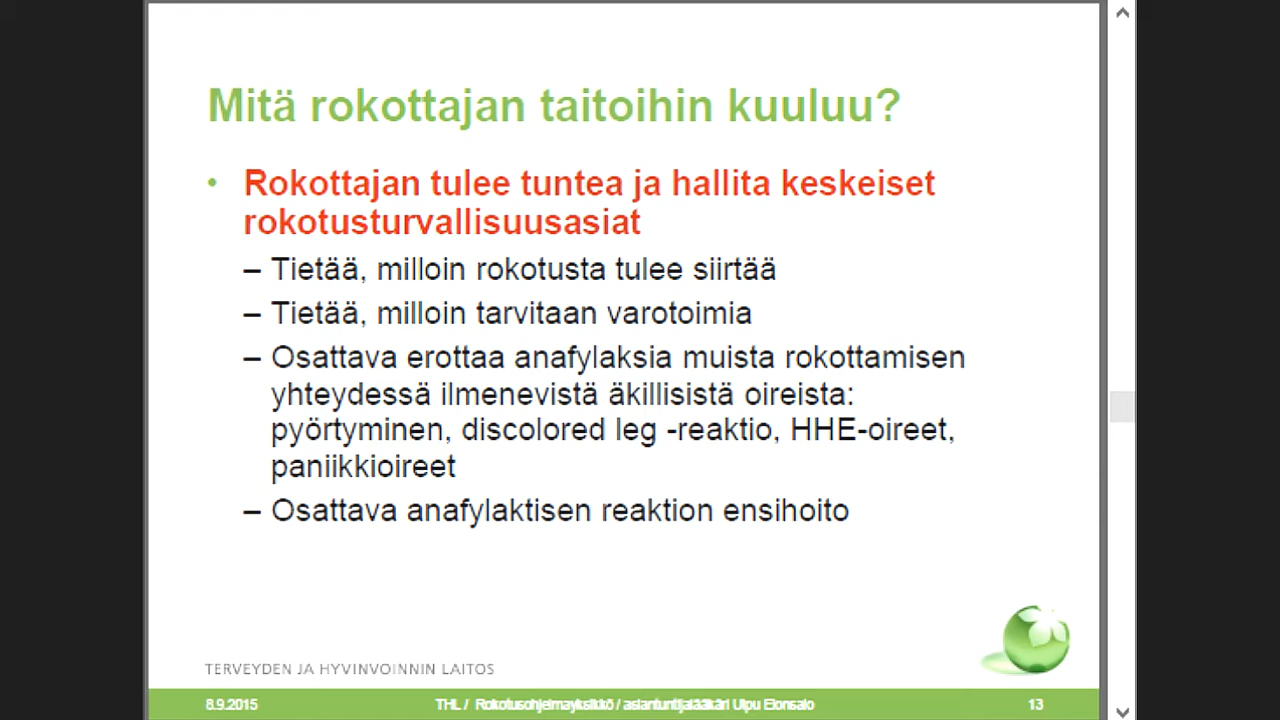 Mitä rokottajan taitoihin kuuluu?
• Rokottajan tulee tuntea ja hallita keskeiset
rokotusturvallisuusasiat
– Tietää, milloin rokotusta tulee siirtää
– Tietää, milloin tarvitaan varotoimia
– Osattava erottaa anafylaksia muista rokottamisen
yhteydessä ilmenevistä äkillisistä oireista:
pyörtyminen, discolored leg -reaktio, HHE-oireet,
paniikkioireet
– Osattava anafylaktisen reaktion ensihoito
TERVEYDEN JA HYVINVOINNIN LAITOS
8.9.2015 THL / Rokotusohjelmayksikkö / asiantuntijalääkäri Ulpu Elonsalo 13